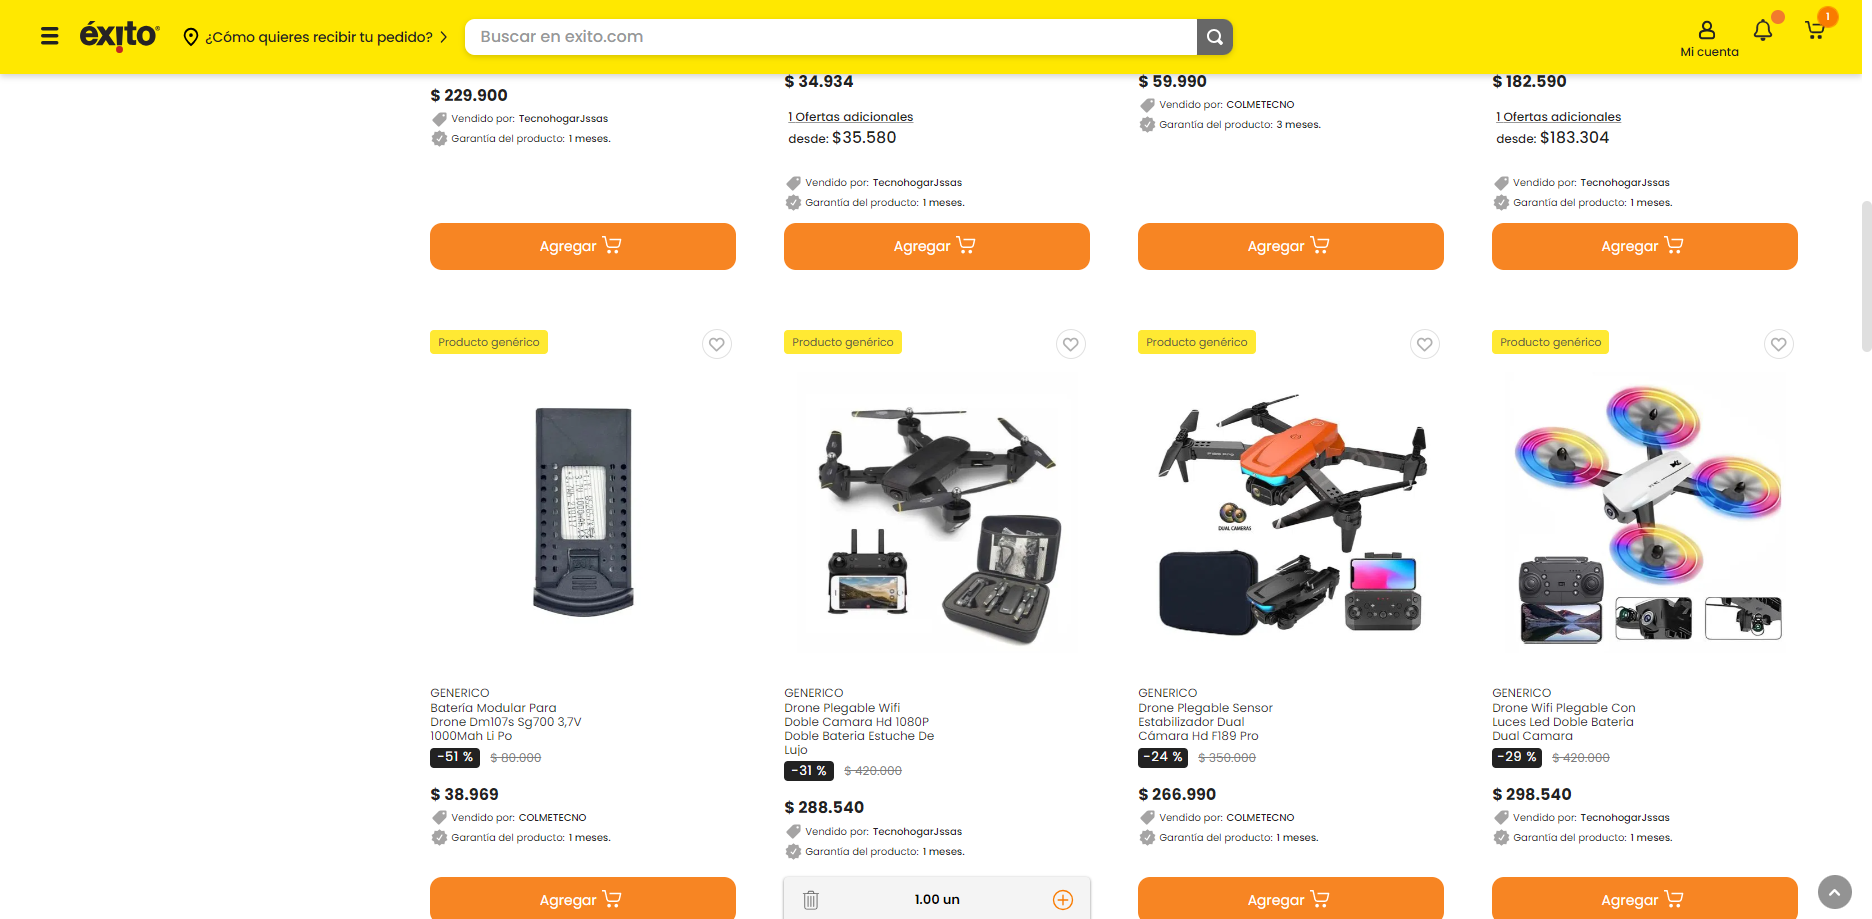 éxito
¿Cómo quieres recibir tu pedido?
Buscar en exito.com
Mi cuenta
1
$ 229.900
Vendido por: TecnohogarJssas
Garantía del producto: 1 meses.
Agregar
$ 34.934
1 Ofertas adicionales
desde: $35.580
Vendido por: TecnohogarJssas
Garantía del producto: 1 meses.
Agregar
$ 59.990
Vendido por: COLMETECNO
Garantía del producto: 3 meses.
Agregar
$ 182.590
1 Ofertas adicionales
desde: $183.304
Vendido por: TecnohogarJssas
Garantía del producto: 1 meses.
Agregar
Producto genérico
GENERICO
Batería Modular Para
Drone Dm107s Sg700 3,7V
1000Mah Li Po
-51 % $ 80.000
$ 38.969
Vendido por: COLMETECNO
Garantía del producto: 1 meses.
Agregar
Producto genérico
GENERICO
Drone Plegable Wifi
Doble Camara Hd 1080P
Doble Bateria Estuche De
Lujo
-31 % $ 420.000
$ 288.540
Vendido por: TecnohogarJssas
Garantía del producto: 1 meses.
1.00 un
Producto genérico
DUAL CAMERAS
GENERICO
Drone Plegable Sensor
Estabilizador Dual
Cámara Hd F189 Pro
-24 % $ 350.000
$ 266.990
Vendido por: COLMETECNO
Garantía del producto: 1 meses.
Agregar
Producto genérico
GENERICO
Drone Wifi Plegable Con
Luces Led Doble Batería
Dual Camara
-29 % $ 420.000
$ 298.540
Vendido por: TecnohogarJssas
Garantía del producto: 1 meses.
Agregar